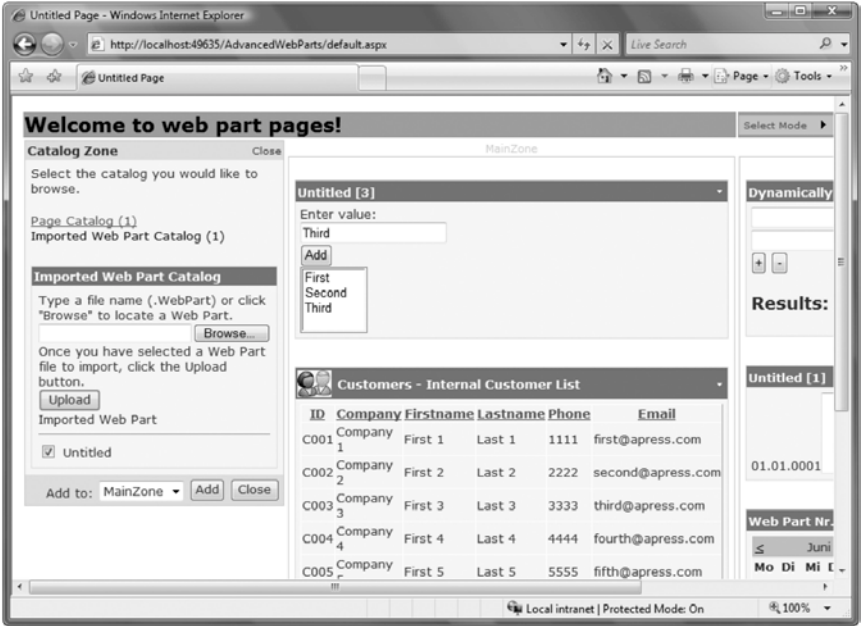 Untitled Page - Windows Internet Explorer
http://localhost:49635/AdvancedWebParts/default.aspx
Live Search
Untitled Page
Page
Tools
Welcome to web part pages!
Select Mode
Catalog Zone
Close
Select the catalog you would like to
browse.
Page Catalog (1)
Imported Web Part Catalog (1)
Imported Web Part Catalog
Type a file name (.WebPart) or click
"Browse" to locate a Web Part.
Browse...
Once you have selected a Web Part
file to import, click the Upload
button.
Upload
Imported Web Part
Untitled
Add to: MainZone Add Close
MainZone
Untitled [3]
Enter value:
Third
Add
First
Second
Third
Customers - Internal Customer List
ID Company Firstname Lastname Phone Email
C001 Company 1 First 1 Last 1 1111 first@apress.com
C002 Company 2 First 2 Last 2 2222 second@apress.com
C003 Company 3 First 3 Last 3 3333 third@apress.com
C004 Company 4 First 4 Last 4 4444 fourth@apress.com
C005 Company First 5 Last 5 5555 fifth@apress.com
Dynamically
+ -
Results:
Untitled [1]
01.01.0001
Web Part Nr.
< Juni
Mo Di Mi
Local intranet | Protected Mode: On
100%